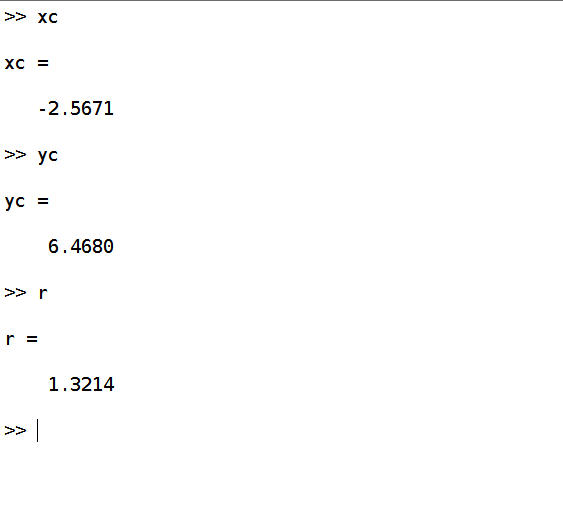 >> xc
xc =
-2.5671
>> yc
yc =
6.4680
>> r
r =
1.3214
>>